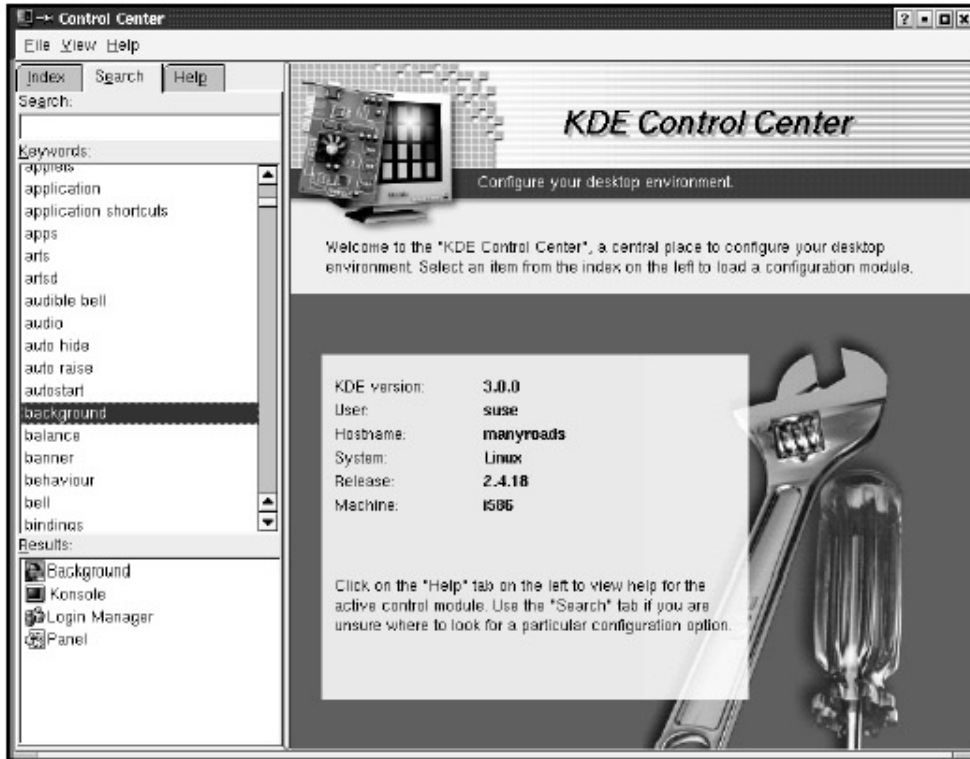 Control Center
File View Help
Index Search Help
Search:
Keywords:
applets
application
application shortcuts
apps
arts
artsd
audible bell
audio
auto hide
auto raise
autostart
background
balance
banner
behaviour
bell
bindings
Results:
Background
Konsole
Login Manager
Panel
KDE Control Center
Configure your desktop environment.
Welcome to the "KDE Control Center", a central place to configure your desktop
environment. Select an item from the index on the left to load a configuration module.
KDE version: 3.0.0
User: suse
Hostname: manyroads
System: Linux
Release: 2.4.18
Machine: i586
Click on the "Help" tab on the left to view help for the
active control module. Use the "Search" tab if you are
unsure where to look for a particular configuration option.